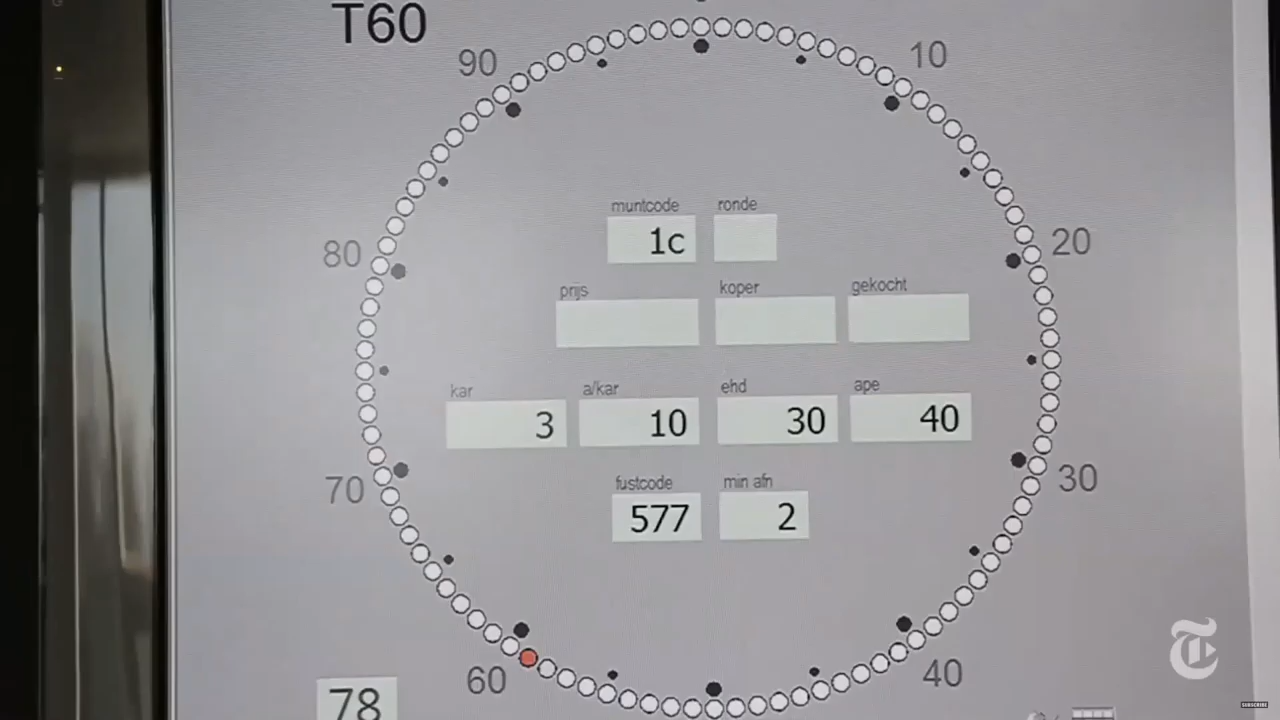 T60
90
10
muntcode ronde
1c
80
20
prijs koper gekocht
kar a/kar ehd ape
3 10 30 40
70
30
fustcode min afn
577 2
60
40
78
T
SUBSCRIBE